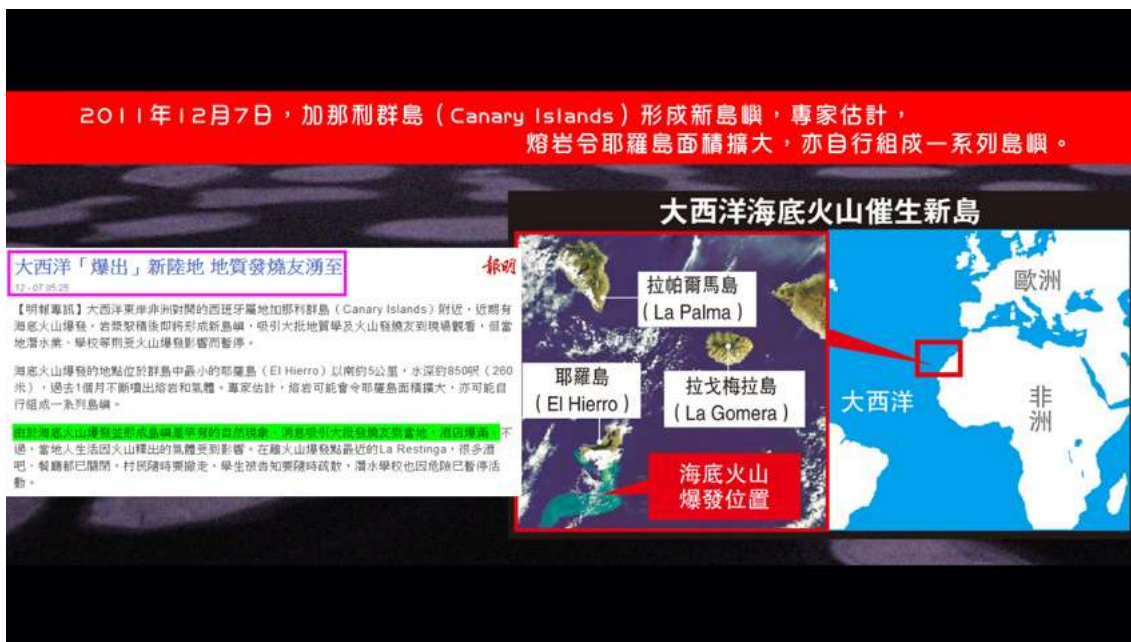 2011年12月7日，加那利群島（Canary Islands）形成新島嶼，專家估計，
熔岩令耶羅島面積擴大，亦自行組成一系列島嶼。
大西洋「爆出」新陸地 地質發燒友湧至
報明
12-07 05:25
【明報專訊】大西洋東岸非洲對開的西班牙屬地加那利群島（Canary Islands）附近，近期有
海底火山爆發，岩漿聚積後即將形成新島嶼，吸引大批地質學及火山發燒友到現場觀看，但當
地潛水業、學校等則受火山爆發影響而暫停。
海底火山爆發的地點位於群島中最小的耶羅島（El Hierro）以南約5公里，水深約850呎（260
米），過去1個月不斷噴出熔岩和氣體。專家估計，熔岩可能會令耶羅島面積擴大，亦可能自
行組成一系列島嶼。
由於海底火山爆發並形成島嶼是罕有的自然現象，消息吸引大批發燒友到當地，酒店爆滿。不
過，當地人生活因火山釋出的氣體受到影響。在離火山爆發點最近的La Restinga，很多酒
吧、餐廳都已關閉，村民隨時要撤走，學生被告知要隨時疏散，潛水學校也因危險已暫停活
動。
大西洋海底火山催生新島
拉帕爾馬島
（La Palma）
耶羅島
（El Hierro）
拉戈梅拉島
（La Gomera）
海底火山
爆發位置
歐洲
大西洋
非
洲